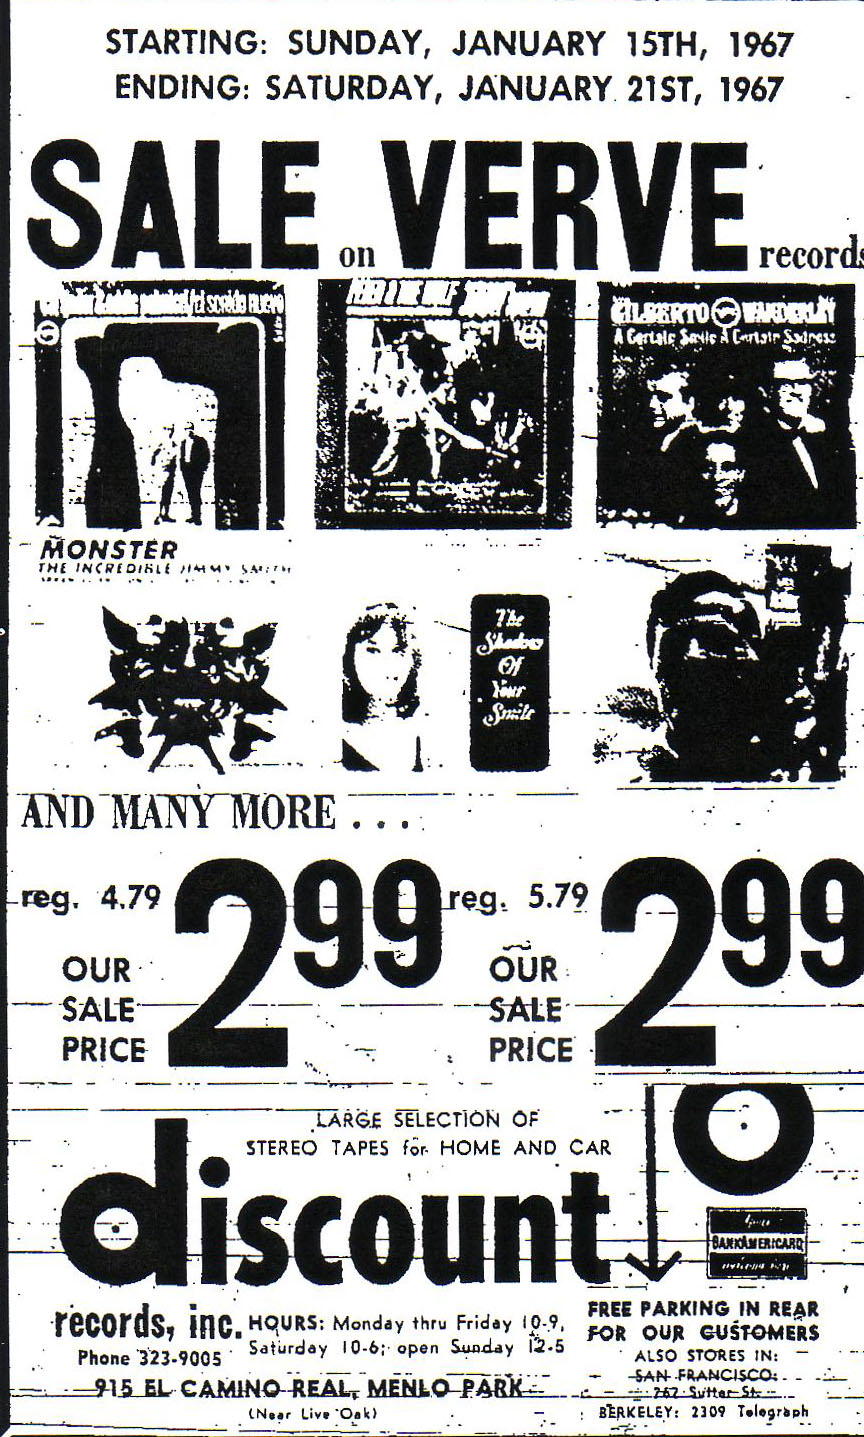 STARTING: SUNDAY, JANUARY 15TH, 1967
ENDING: SATURDAY, JANUARY 21ST, 1967
SALE on VERVE records
GILBERTO WANDERLEY
A Certain Smile A Certain Sadness
MONSTER
THE INCREDIBLE JIMMY SMITH
The
Shadow
Of
Your
Smile
AND MANY MORE . . .
reg. 4.79 2.99 reg. 5.79 2.99
OUR SALE PRICE
OUR SALE PRICE
LARGE SELECTION OF
STEREO TAPES for HOME AND CAR
discount
BANKAMERICARD
records, inc.
Phone 323-9005
HOURS: Monday thru Friday 10-9,
Saturday 10-6; open Sunday 12-5
915 EL CAMINO REAL, MENLO PARK
(Near Live Oak)
FREE PARKING IN REAR
FOR OUR CUSTOMERS
ALSO STORES IN:
SAN FRANCISCO:
262 Sutter St.
BERKELEY: 2309 Telegraph